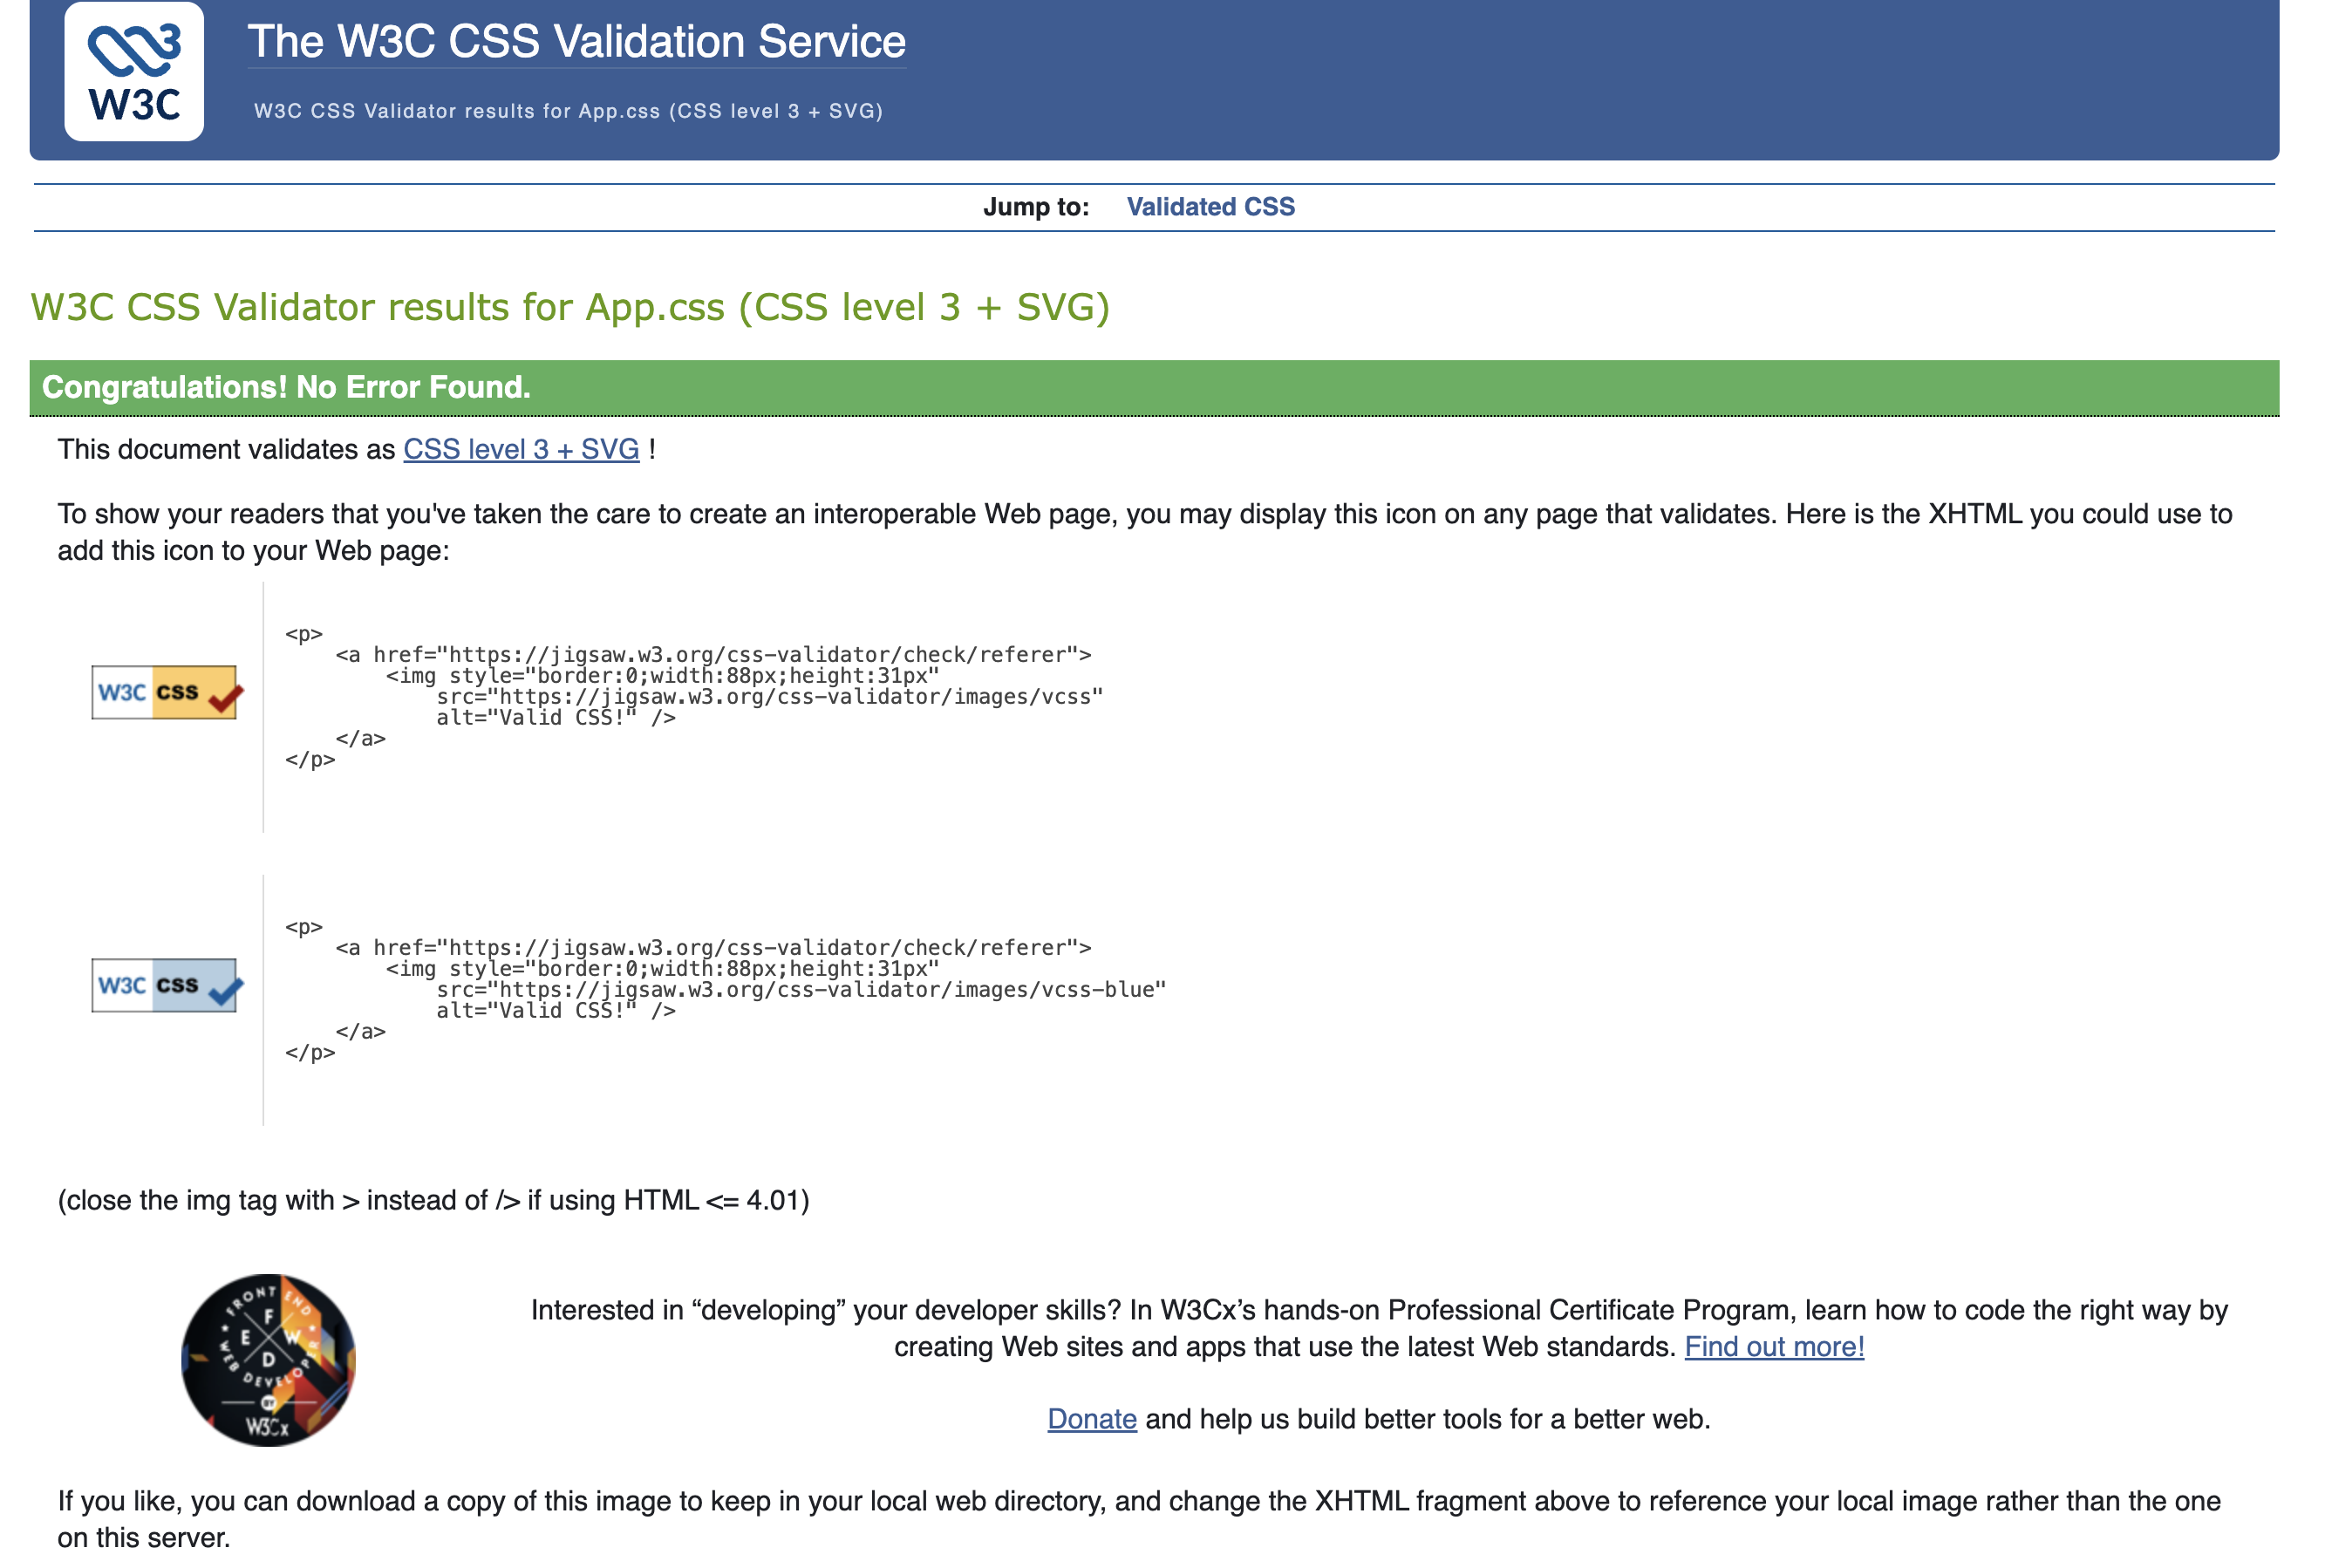 W3C
The W3C CSS Validation Service
W3C CSS Validator results for App.css (CSS level 3 + SVG)
Jump to: Validated CSS
W3C CSS Validator results for App.css (CSS level 3 + SVG)
Congratulations! No Error Found.
This document validates as CSS level 3 + SVG !
To show your readers that you've taken the care to create an interoperable Web page, you may display this icon on any page that validates. Here is the XHTML you could use to
add this icon to your Web page:
W3C css
<p>
    <a href="https://jigsaw.w3.org/css-validator/check/referer">
        <img style="border:0;width:88px;height:31px"
            src="https://jigsaw.w3.org/css-validator/images/vcss"
            alt="Valid CSS!" />
    </a>
</p>
W3C css
<p>
    <a href="https://jigsaw.w3.org/css-validator/check/referer">
        <img style="border:0;width:88px;height:31px"
            src="https://jigsaw.w3.org/css-validator/images/vcss-blue"
            alt="Valid CSS!" />
    </a>
</p>
(close the img tag with > instead of /> if using HTML <= 4.01)
FRONT END
WEB DEVELOPER
F
E W
D
BY
W3Cx
Interested in “developing” your developer skills? In W3Cx’s hands-on Professional Certificate Program, learn how to code the right way by
creating Web sites and apps that use the latest Web standards. Find out more!
Donate and help us build better tools for a better web.
If you like, you can download a copy of this image to keep in your local web directory, and change the XHTML fragment above to reference your local image rather than the one
on this server.